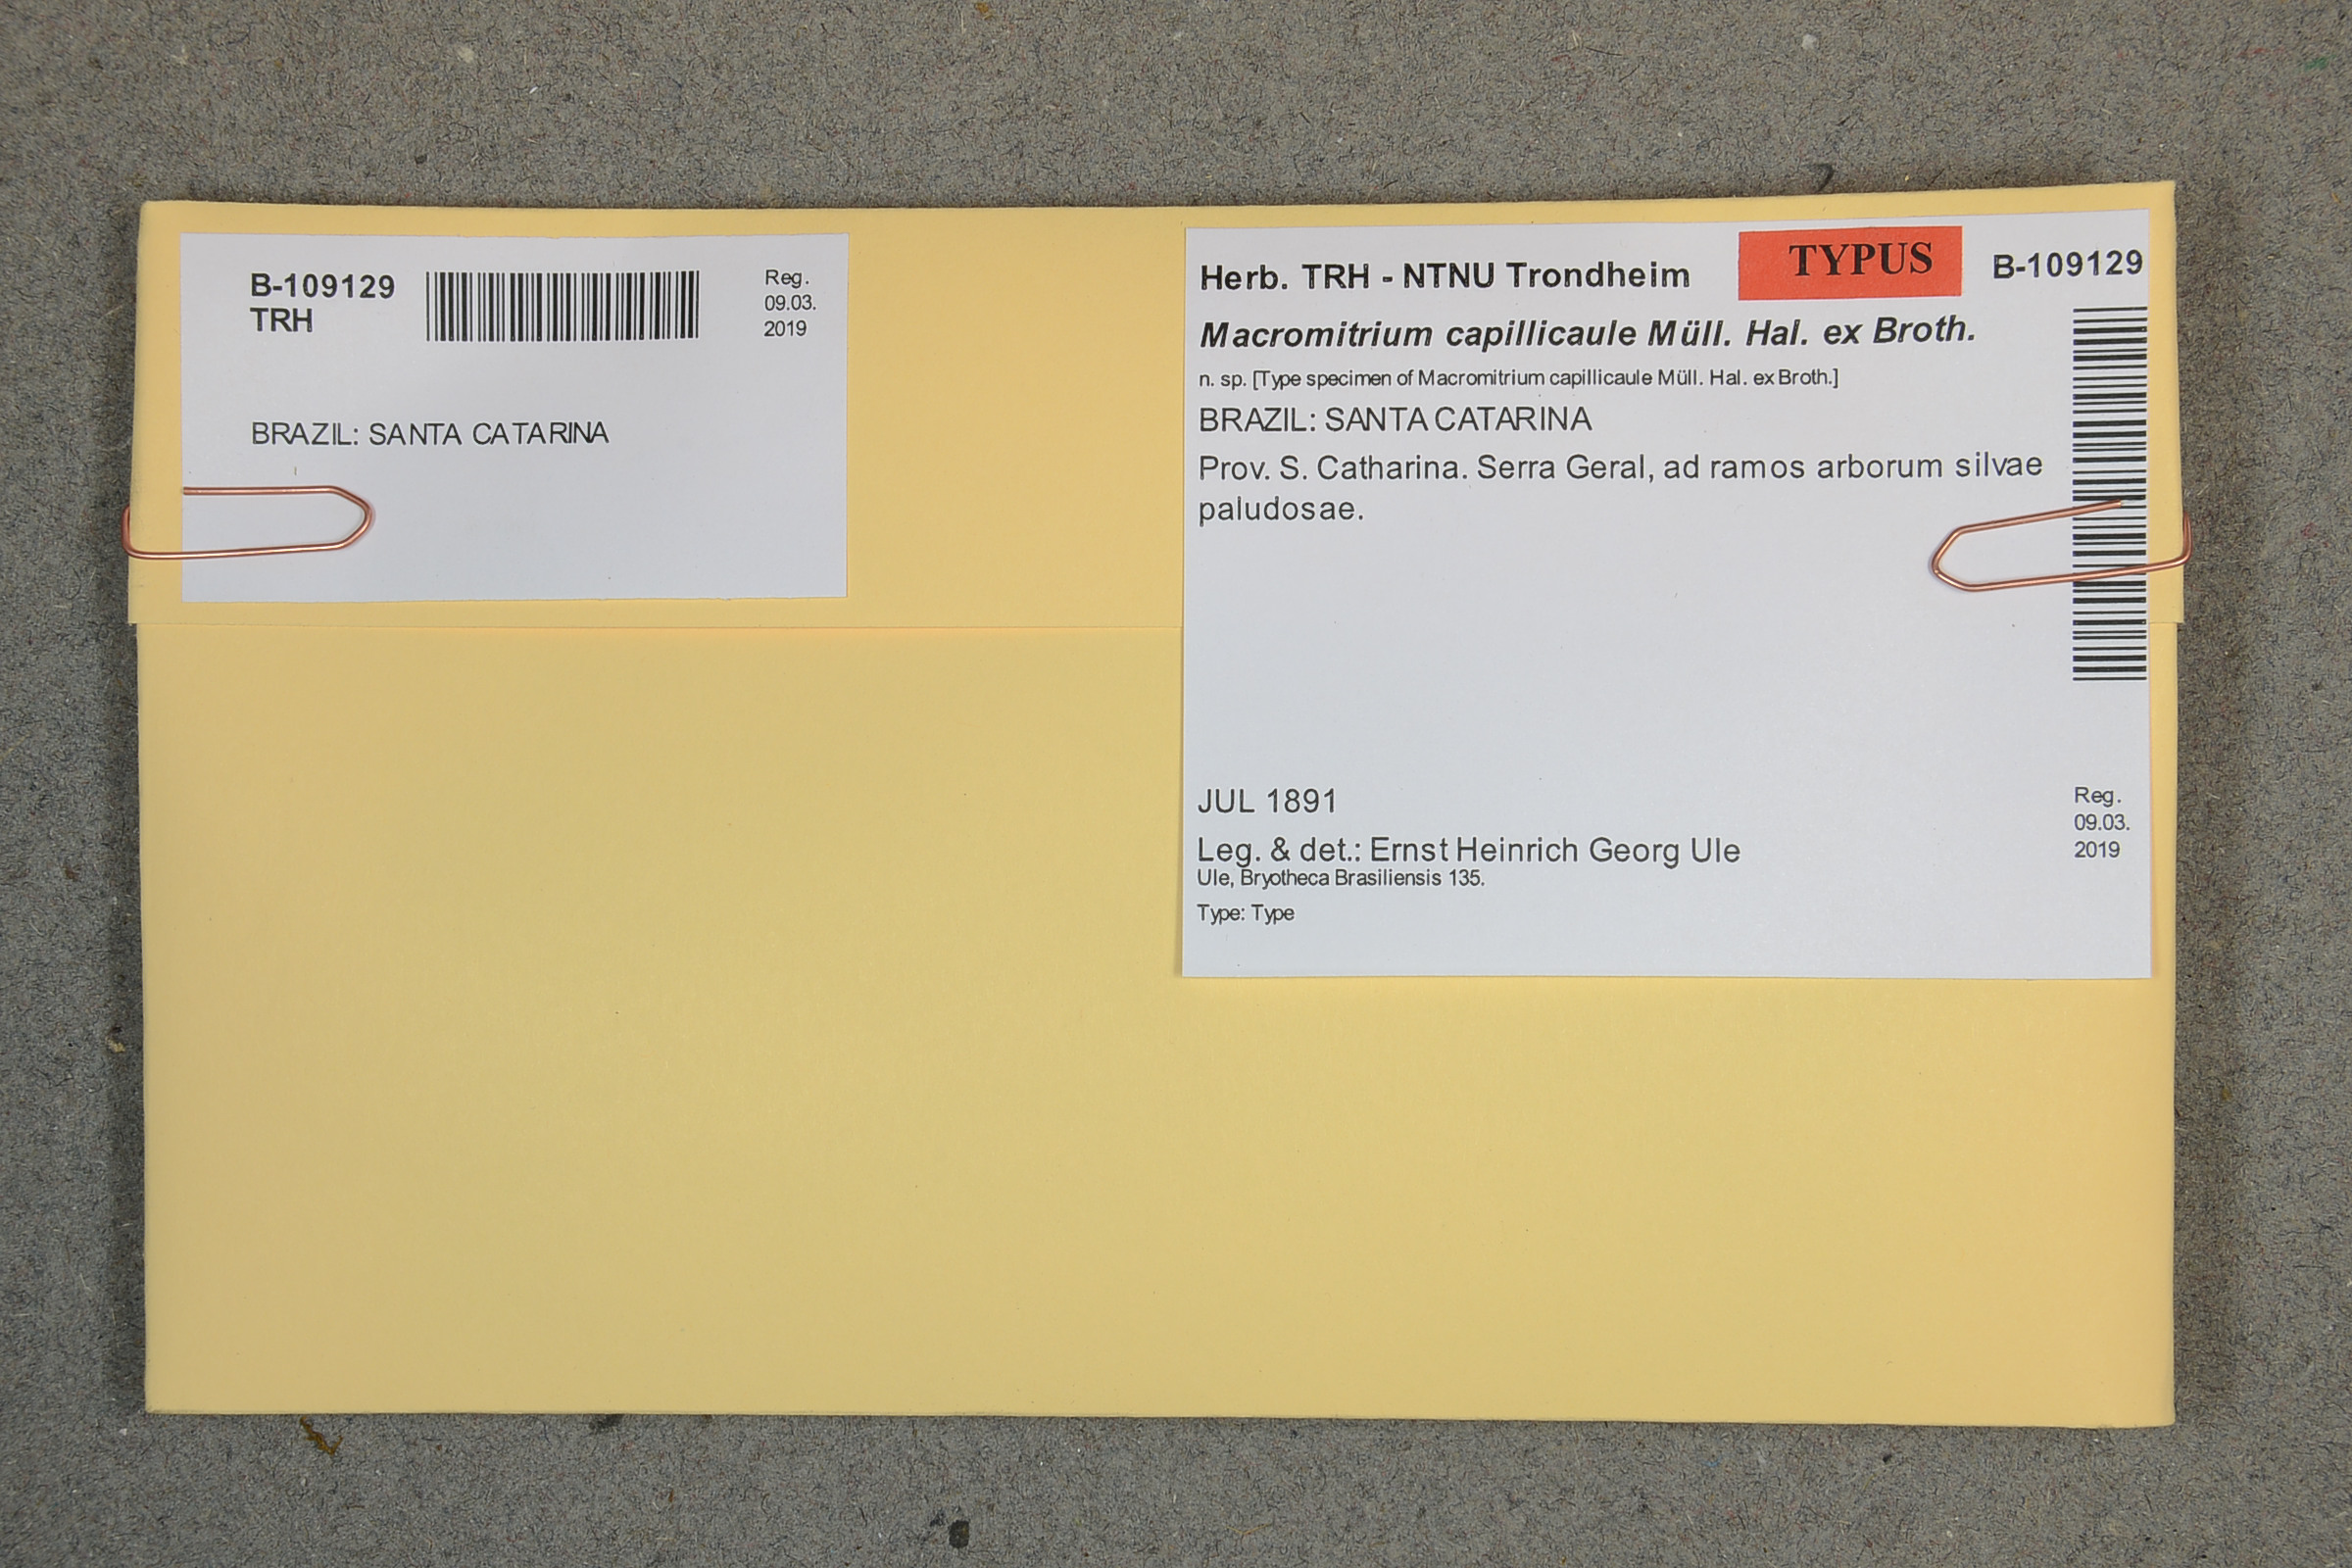 B-109129
TRH
Reg.
09.03.
2019
BRAZIL: SANTA CATARINA
Herb. TRH - NTNU Trondheim
TYPUS
B-109129
Macromitrium capillicaule Müll. Hal. ex Broth.
n. sp. [Type specimen of Macromitrium capillicaule Müll. Hal. ex Broth.]
BRAZIL: SANTA CATARINA
Prov. S. Catharina. Serra Geral, ad ramos arborum silvae
paludosae.
JUL 1891
Leg. & det.: Ernst Heinrich Georg Ule
Ule, Bryotheca Brasiliensis 135.
Type: Type
Reg.
09.03.
2019